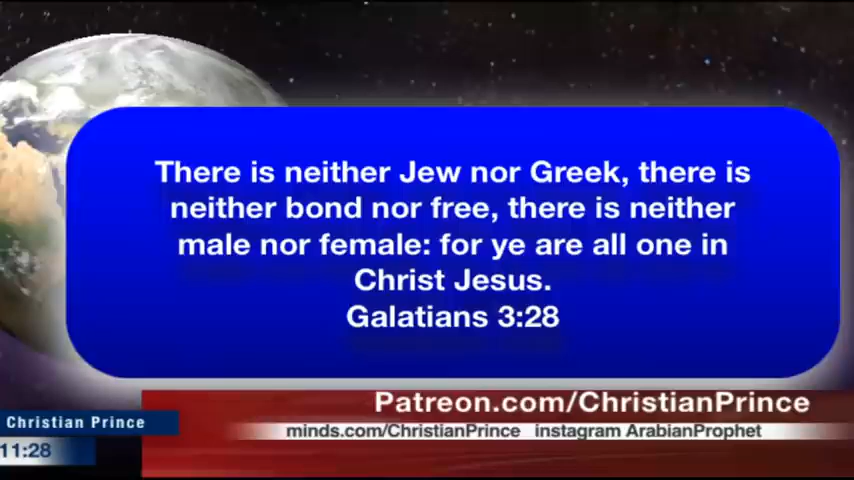 There is neither Jew nor Greek, there is
neither bond nor free, there is neither
male nor female: for ye are all one in
Christ Jesus.
Galatians 3:28
Patreon.com/ChristianPrince
Christian Prince
minds.com/ChristianPrince instagram ArabianProphet
11:28